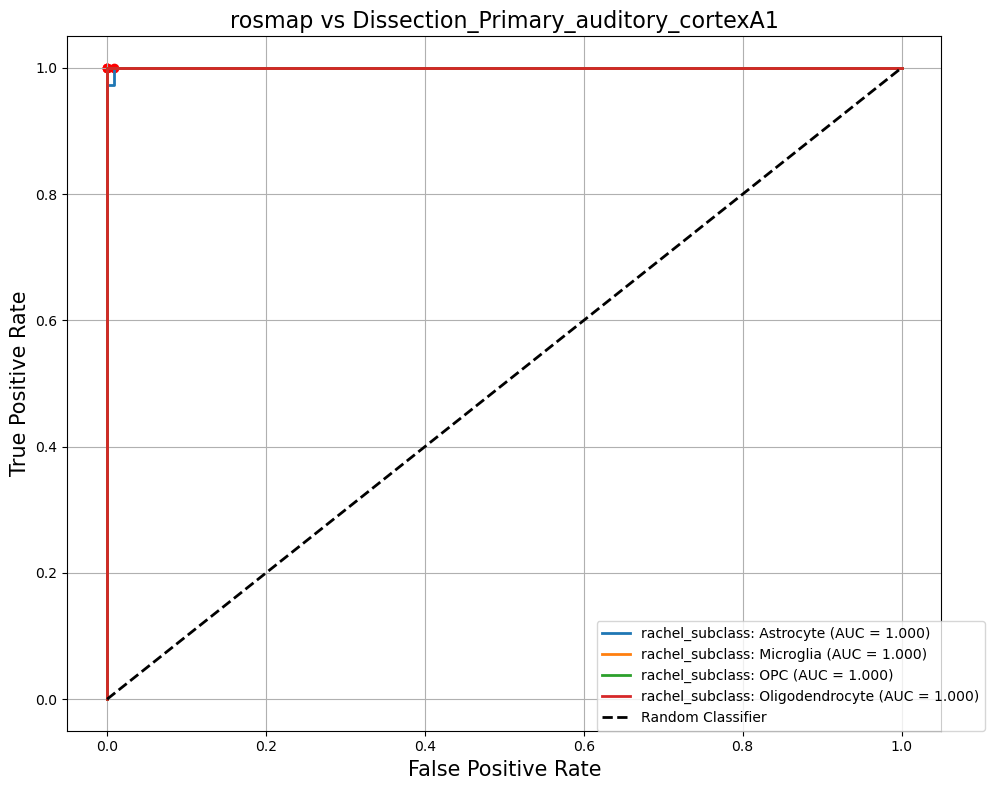 rosmap vs Dissection_Primary_auditory_cortexA1
True Positive Rate
1.0
0.8
0.6
0.4
0.2
0.0
rachel_subclass: Astrocyte (AUC = 1.000)
rachel_subclass: Microglia (AUC = 1.000)
rachel_subclass: OPC (AUC = 1.000)
rachel_subclass: Oligodendrocyte (AUC = 1.000)
Random Classifier
0.0 0.2 0.4 0.6 0.8 1.0
False Positive Rate